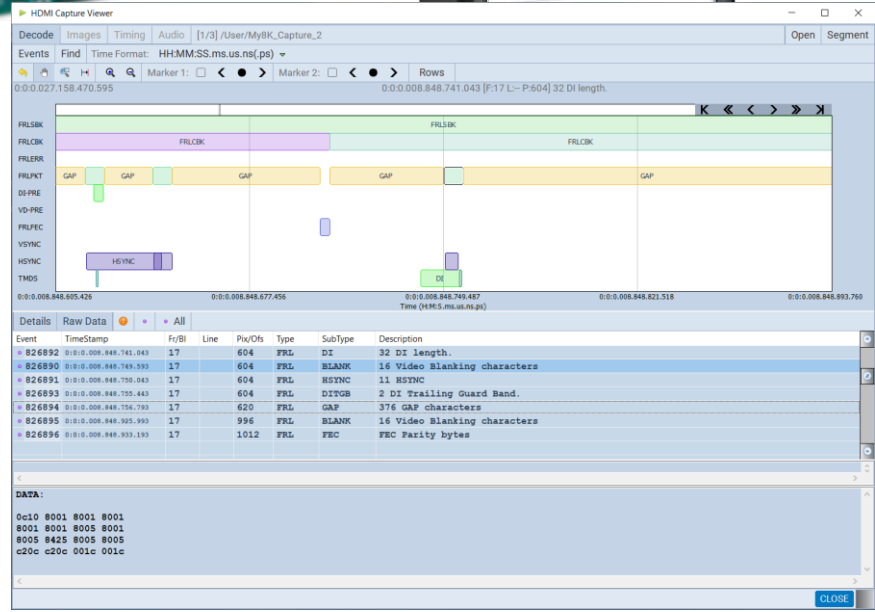 HDMI Capture Viewer
Decode Images Timing Audio [1/3] /User/My8K_Capture_2 Open Segment
Events Find Time Format: HH:MM:SS.ms.us.ns(.ps)
Marker 1: Marker 2: Rows
0:0:0.027.158.470.595 0:0:0.008.848.741.043 [F:17 L:-- P:604] 32 DI length.
FRLSBK FRLSBK
FRLCBK FRLCBK FRLCBK
FRLERR
FRLPKT GAP GAP GAP GAP GAP
DI-PRE
VD-PRE
FRLFEC
VSYNC
HSYNC HSYNC
TMDS DI
0:0:0.008.848.605.426 0:0:0.008.848.677.456 0:0:0.008.848.749.487 0:0:0.008.848.821.518 0:0:0.008.848.893.760
Time (H:M:S.ms.us.ns.ps)
Details Raw Data All
Event TimeStamp Fr/Bl Line Pix/Ofs Type SubType Description
826892 0:0:0.008.848.741.043 17 604 FRL DI 32 DI length.
826890 0:0:0.008.848.749.593 17 604 FRL BLANK 16 Video Blanking characters
826891 0:0:0.008.848.750.043 17 604 FRL HSYNC 11 HSYNC
826893 0:0:0.008.848.755.443 17 604 FRL DITGB 2 DI Trailing Guard Band.
826894 0:0:0.008.848.756.793 17 620 FRL GAP 376 GAP characters
826895 0:0:0.008.848.925.993 17 996 FRL BLANK 16 Video Blanking characters
826896 0:0:0.008.848.933.193 17 1012 FRL FEC FEC Parity bytes
DATA:
0c10 8001 8001 8001
8001 8001 8005 8001
8005 8425 8005 8005
c20c c20c 001c 001c
CLOSE